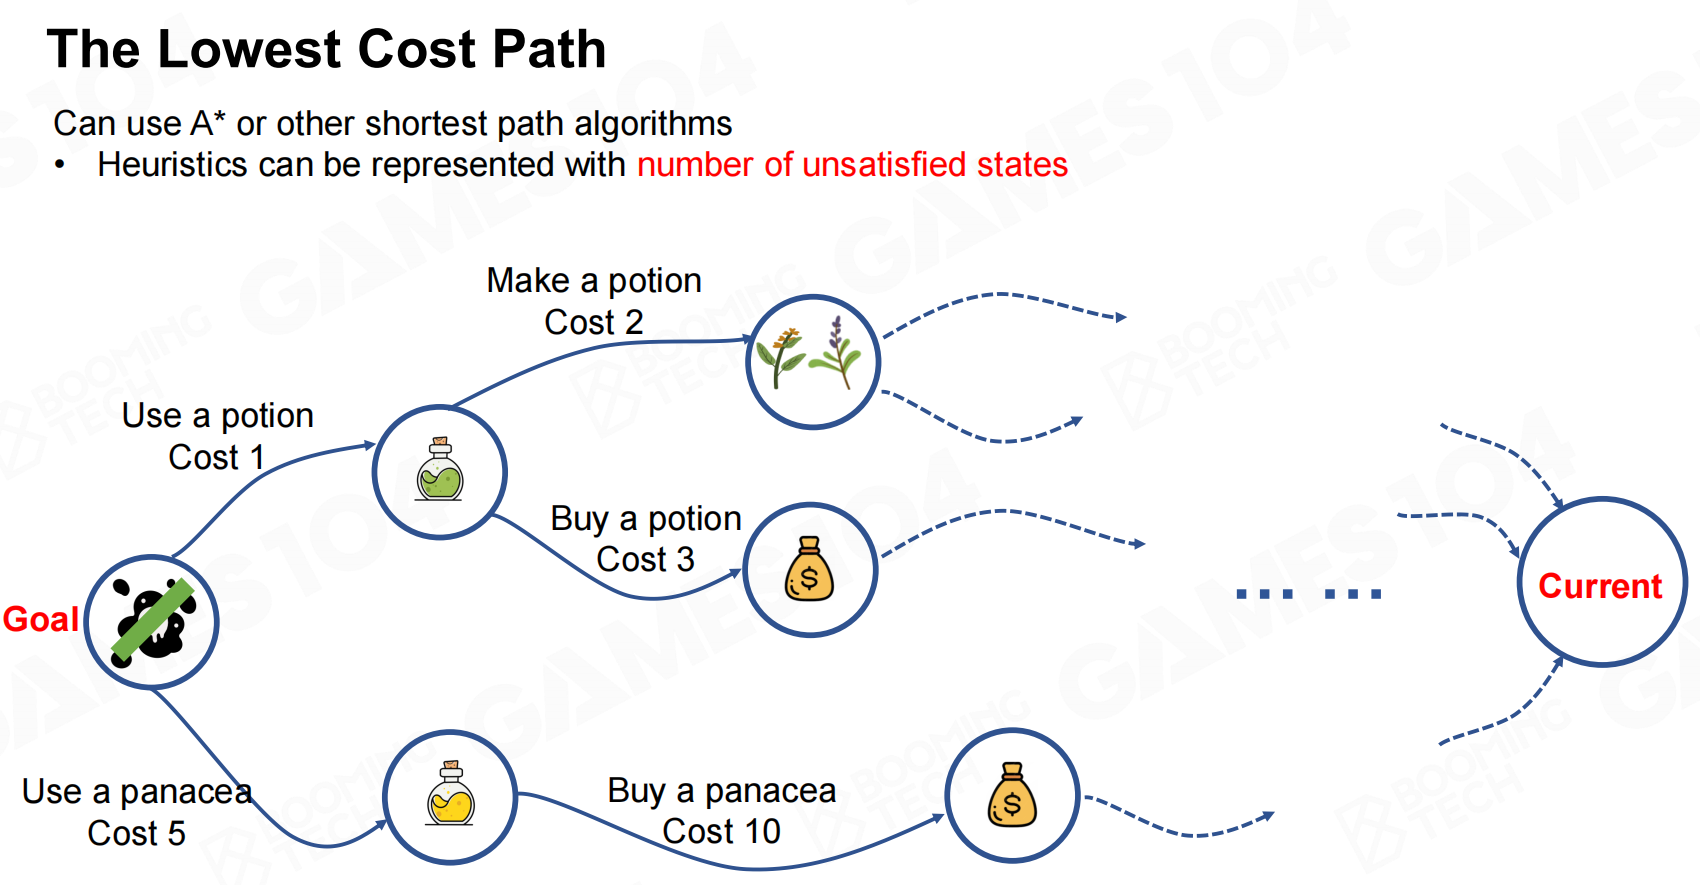 The Lowest Cost Path
Can use A* or other shortest path algorithms
• Heuristics can be represented with number of unsatisfied states
Make a potion
Cost 2
Use a potion
Cost 1
Buy a potion
Cost 3
$
Goal
Current
Use a panacea
Cost 5
Buy a panacea
Cost 10
$
GAMES104
BOOMING
TECH